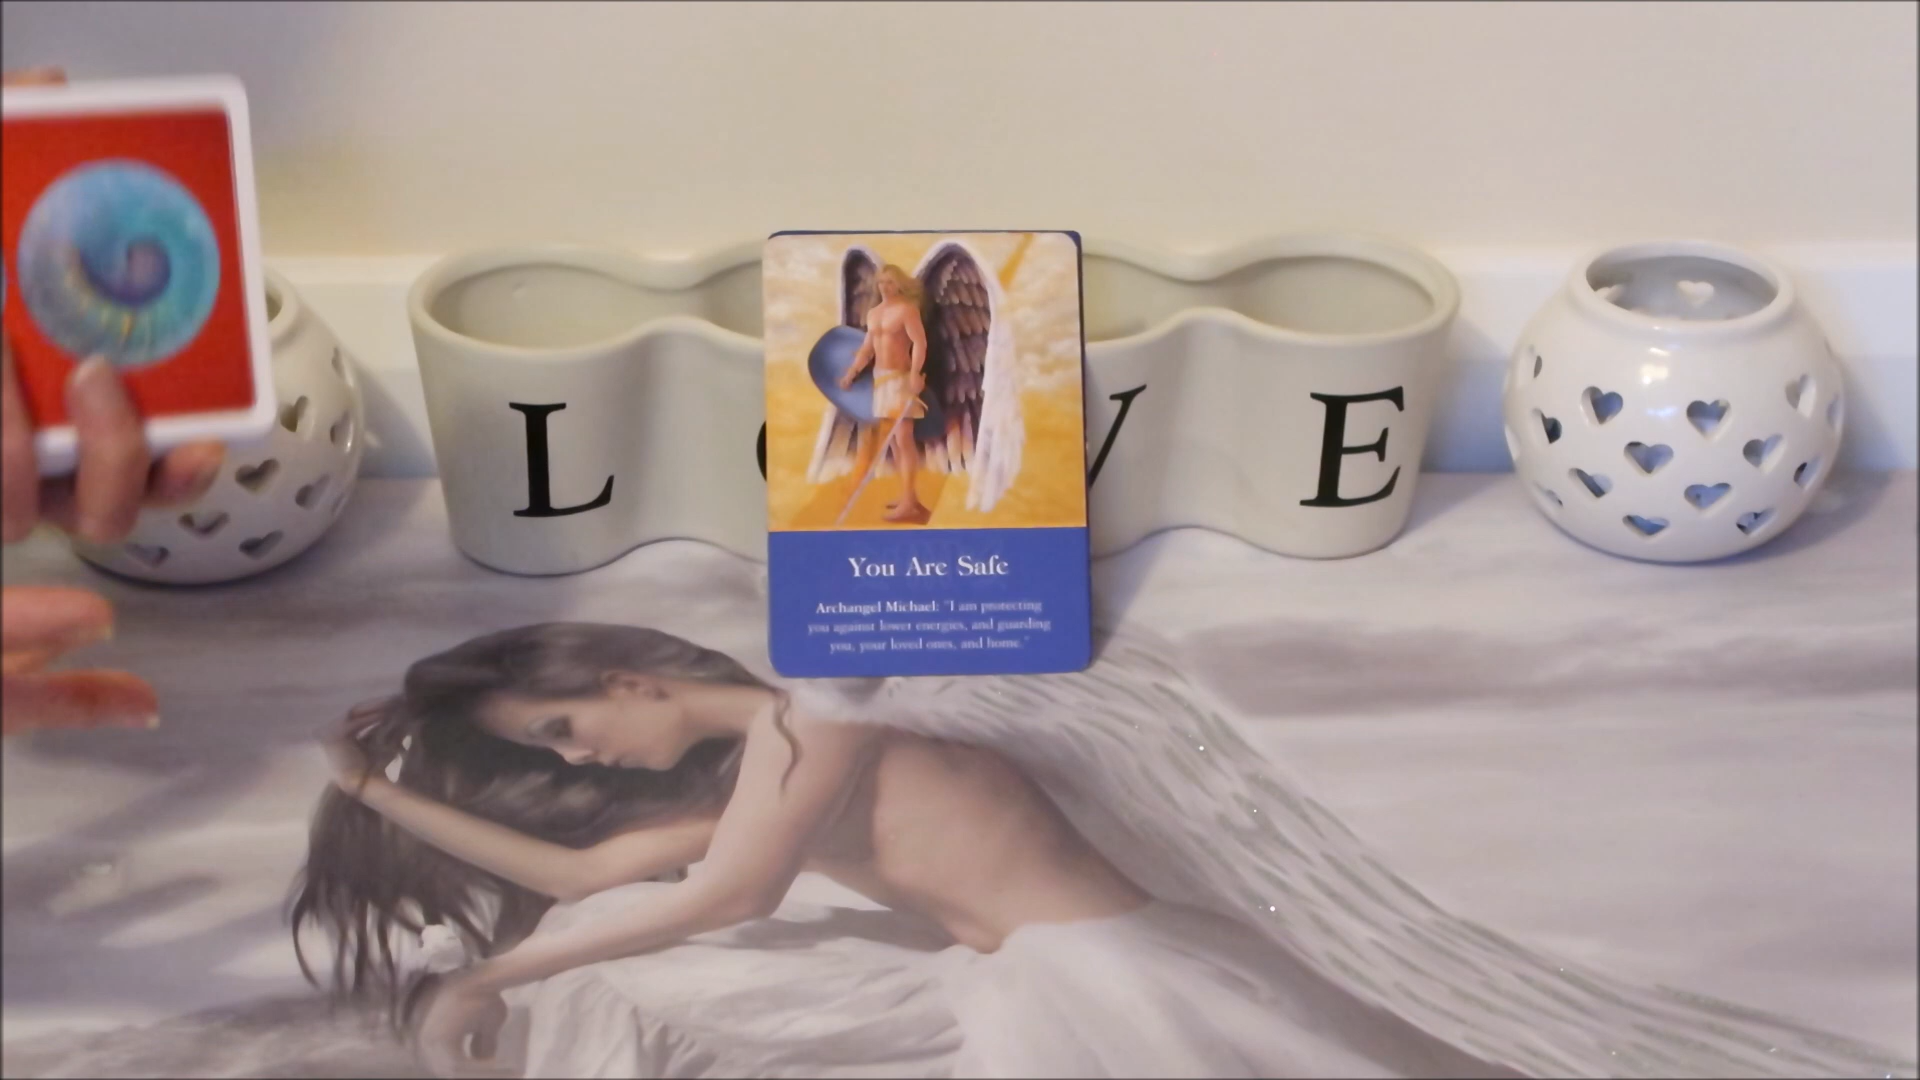 L O V E
You Are Safe
Archangel Michael: "I am protecting
you against lower energies, and guarding
you, your loved ones, and home."